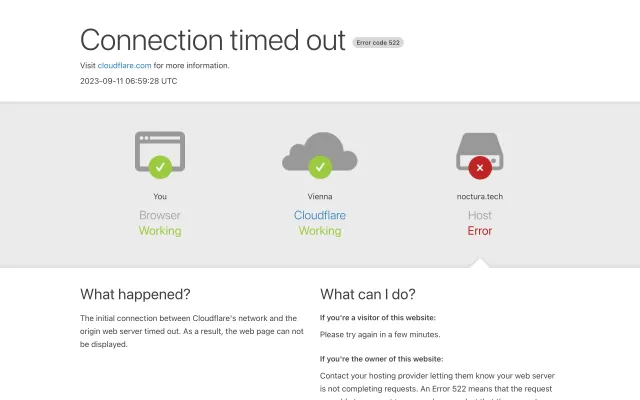 Connection timed out Error code 522
Visit cloudflare.com for more information.
2023-09-11 06:59:28 UTC
You
Browser
Working
Vienna
Cloudflare
Working
noctura.tech
Host
Error
What happened?
The initial connection between Cloudflare's network and the
origin web server timed out. As a result, the web page can not
be displayed.
What can I do?
If you're a visitor of this website:
Please try again in a few minutes.
If you're the owner of this website:
Contact your hosting provider letting them know your web server
is not completing requests. An Error 522 means that the request